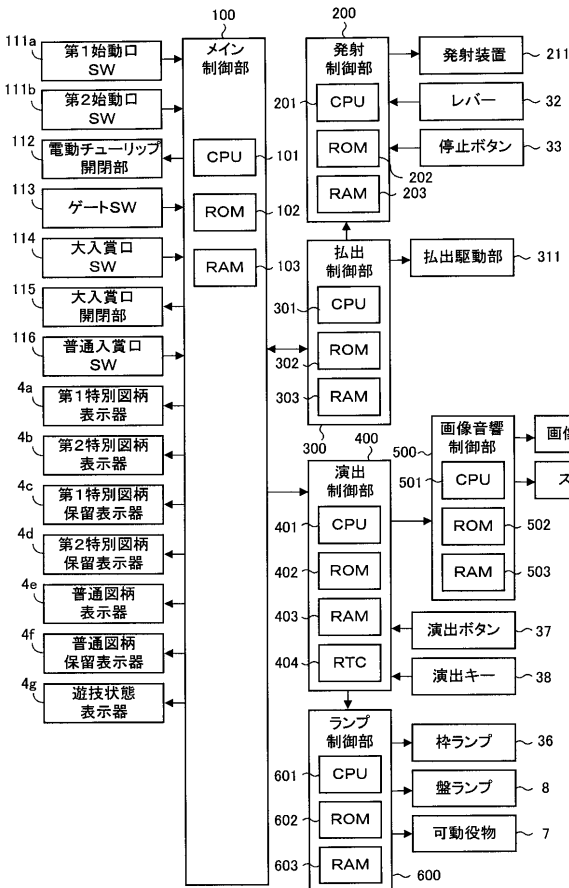 111a
第1始動口
SW
111b
第2始動口
SW
112
電動チューリップ
開閉部
113
ゲートSW
114
大入賞口
SW
115
大入賞口
開閉部
116
普通入賞口
SW
4a
第1特別図柄
表示器
4b
第2特別図柄
表示器
4c
第1特別図柄
保留表示器
4d
第2特別図柄
保留表示器
4e
普通図柄
表示器
4f
普通図柄
保留表示器
4g
遊技状態
表示器
100
メイン
制御部
CPU
101
ROM
102
RAM
103
200
発射
制御部
201
CPU
ROM
202
RAM
203
発射装置
211
レバー
32
停止ボタン
33
払出
制御部
301
CPU
302
ROM
303
RAM
300
払出駆動部
311
400
演出
制御部
401
CPU
402
ROM
403
RAM
404
RTC
500
画像音響
制御部
501
CPU
ROM
502
RAM
503
画像
ス
演出ボタン
37
演出キー
38
ランプ
制御部
601
CPU
602
ROM
603
RAM
600
枠ランプ
36
盤ランプ
8
可動役物
7